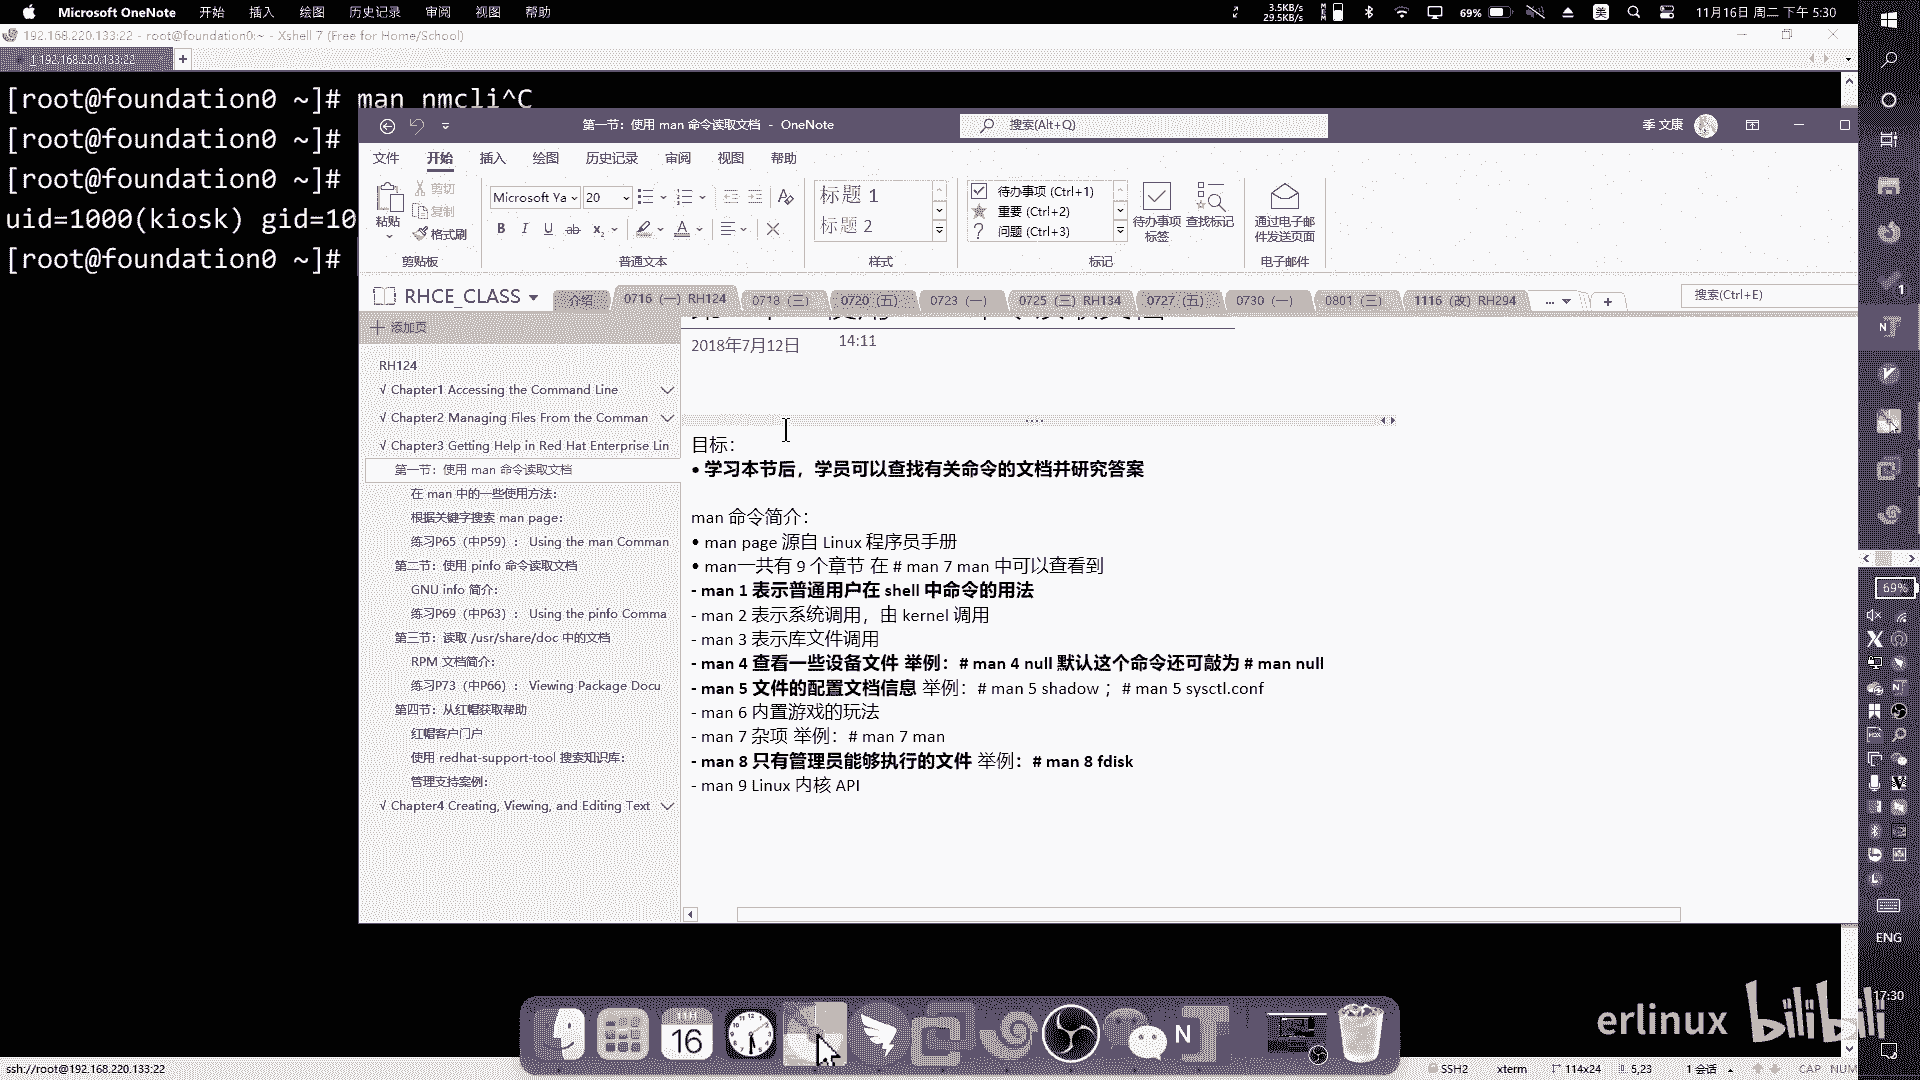 Microsoft OneNote 开始 插入 绘图 历史记录 审阅 视图 帮助
3.5KB/s
29.5KB/s
69% 美 11月16日 周二 下午 5:30
192.168.220.133:22 - root@foundation0:~ - Xshell 7 (Free for Home/School)
1 192.168.220.133:22
[root@foundation0 ~]# man nmcli^C
[root@foundation0 ~]#
[root@foundation0 ~]#
uid=1000(kiosk) gid=10
[root@foundation0 ~]#
第一节：使用 man 命令读取文档 - OneNote
搜索(Alt+Q)
季 文康
文件 开始 插入 绘图 历史记录 审阅 视图 帮助
粘贴
剪切
复制
格式刷
剪贴板
Microsoft Ya 20
B I U ab x₂ A
普通文本
标题 1
标题 2
样式
待办事项 (Ctrl+1)
重要 (Ctrl+2)
问题 (Ctrl+3)
待办事项
标签
查找标记
标记
通过电子邮
件发送页面
电子邮件
RHCE_CLASS
介绍 0716（一）RH124 0718（三） 0720（五） 0723（一） 0725（三）RH134 0727（五） 0730（一） 0801（三） 1116（改）RH294 ...
搜索(Ctrl+E)
添加页
RH124
√ Chapter1 Accessing the Command Line
√ Chapter2 Managing Files From the Comman
√ Chapter3 Getting Help in Red Hat Enterprise Lin
第一节：使用 man 命令读取文档
在 man 中的一些使用方法：
根据关键字搜索 man page：
练习P65（中P59）：Using the man Comman
第二节：使用 pinfo 命令读取文档
GNU info 简介：
练习P69（中P63）：Using the pinfo Comma
第三节：读取 /usr/share/doc 中的文档
RPM 文档简介：
练习P73（中P66）：Viewing Package Docu
第四节：从红帽获取帮助
红帽客户门户
使用 redhat-support-tool 搜索知识库：
管理支持案例：
√ Chapter4 Creating, Viewing, and Editing Text
2018年7月12日 14:11
目标：
• 学习本节后，学员可以查找有关命令的文档并研究答案
man 命令简介：
• man page 源自 Linux 程序员手册
• man一共有 9 个章节 在 # man 7 man 中可以查看到
- man 1 表示普通用户在 shell 中命令的用法
- man 2 表示系统调用，由 kernel 调用
- man 3 表示库文件调用
- man 4 查看一些设备文件 举例：# man 4 null 默认这个命令还可敲为 # man null
- man 5 文件的配置文档信息 举例：# man 5 shadow；# man 5 sysctl.conf
- man 6 内置游戏的玩法
- man 7 杂项 举例：# man 7 man
- man 8 只有管理员能够执行的文件 举例：# man 8 fdisk
- man 9 Linux 内核 API
69%
ENG
17:30
16
erlinux bilibili
ssh://root@192.168.220.133:22 SSH2 xterm 114x24 5,23 1 会话 CAP NUM